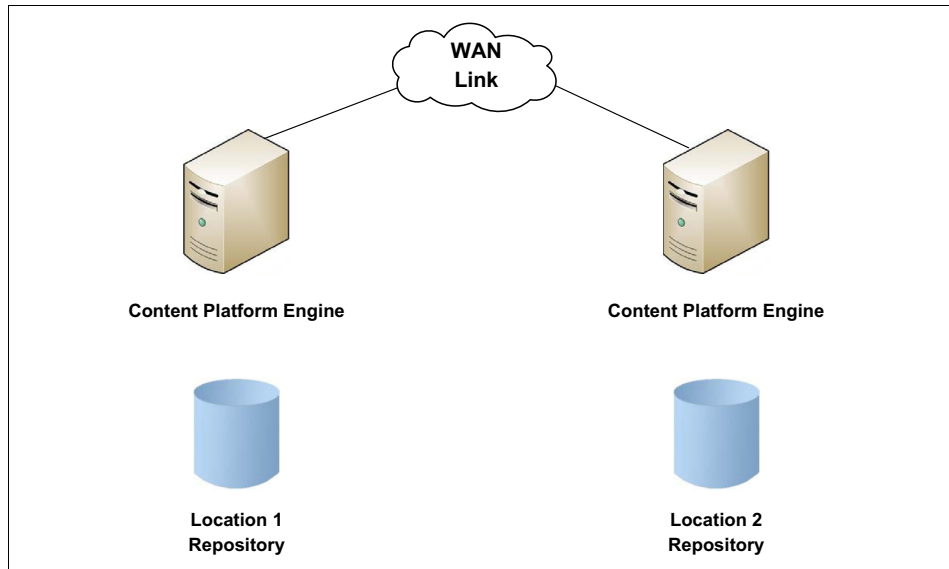 WAN
Link
Content Platform Engine
Content Platform Engine
Location 1
Repository
Location 2
Repository